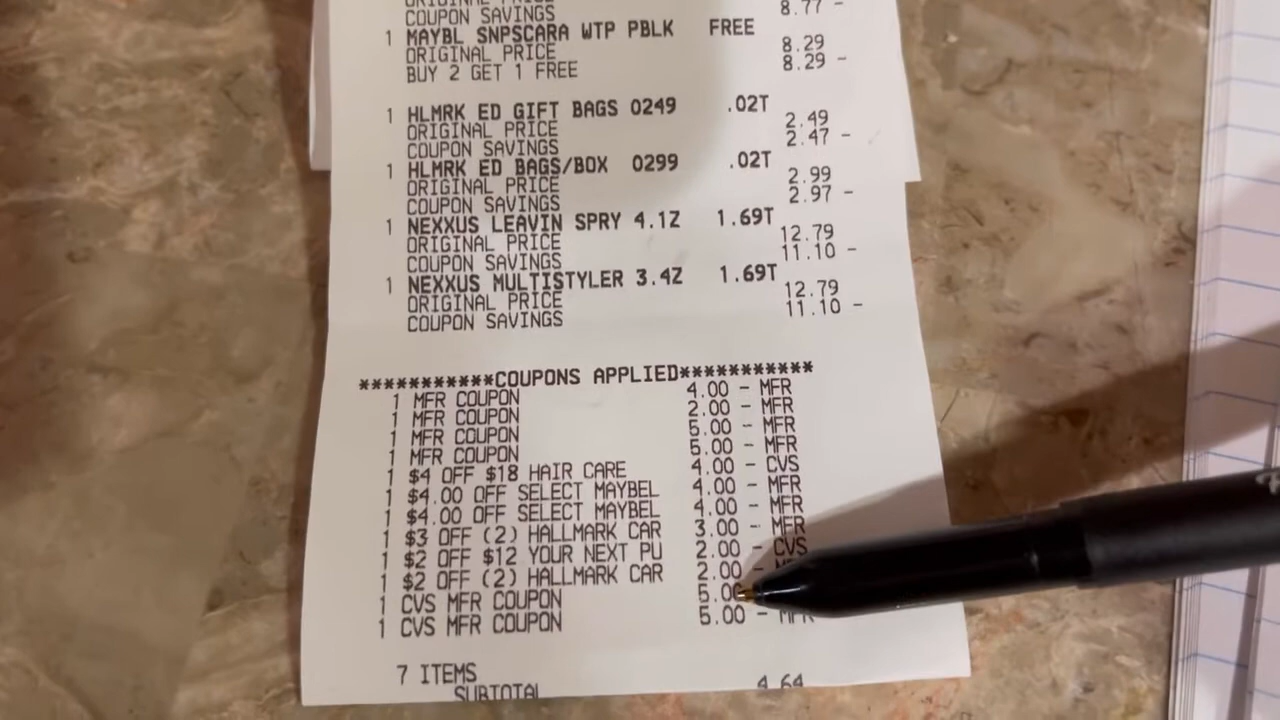 ORIGINAL PRICE
COUPON SAVINGS 8.77 -
1 MAYBL SNPSCARA WTP PBLK FREE
ORIGINAL PRICE 8.29
BUY 2 GET 1 FREE 8.29 -
1 HLMRK ED GIFT BAGS 0249 .02T
ORIGINAL PRICE 2.49
COUPON SAVINGS 2.47 -
1 HLMRK ED BAGS/BOX 0299 .02T
ORIGINAL PRICE 2.99
COUPON SAVINGS 2.97 -
1 NEXXUS LEAVIN SPRY 4.1Z 1.69T
ORIGINAL PRICE 12.79
COUPON SAVINGS 11.10 -
1 NEXXUS MULTISTYLER 3.4Z 1.69T
ORIGINAL PRICE 12.79
COUPON SAVINGS 11.10 -
***********COUPONS APPLIED***********
1 MFR COUPON 4.00 - MFR
1 MFR COUPON 2.00 - MFR
1 MFR COUPON 5.00 - MFR
1 MFR COUPON 5.00 - MFR
1 $4 OFF $18 HAIR CARE 4.00 - CVS
1 $4.00 OFF SELECT MAYBEL 4.00 - MFR
1 $4.00 OFF SELECT MAYBEL 4.00 - MFR
1 $3 OFF (2) HALLMARK CAR 3.00 - MFR
1 $2 OFF $12 YOUR NEXT PU 2.00 - CVS
1 $2 OFF (2) HALLMARK CAR 2.00 - MFR
1 CVS MFR COUPON 5.00
1 CVS MFR COUPON 5.00 - MFR
7 ITEMS
SUBTOTAL 4.64